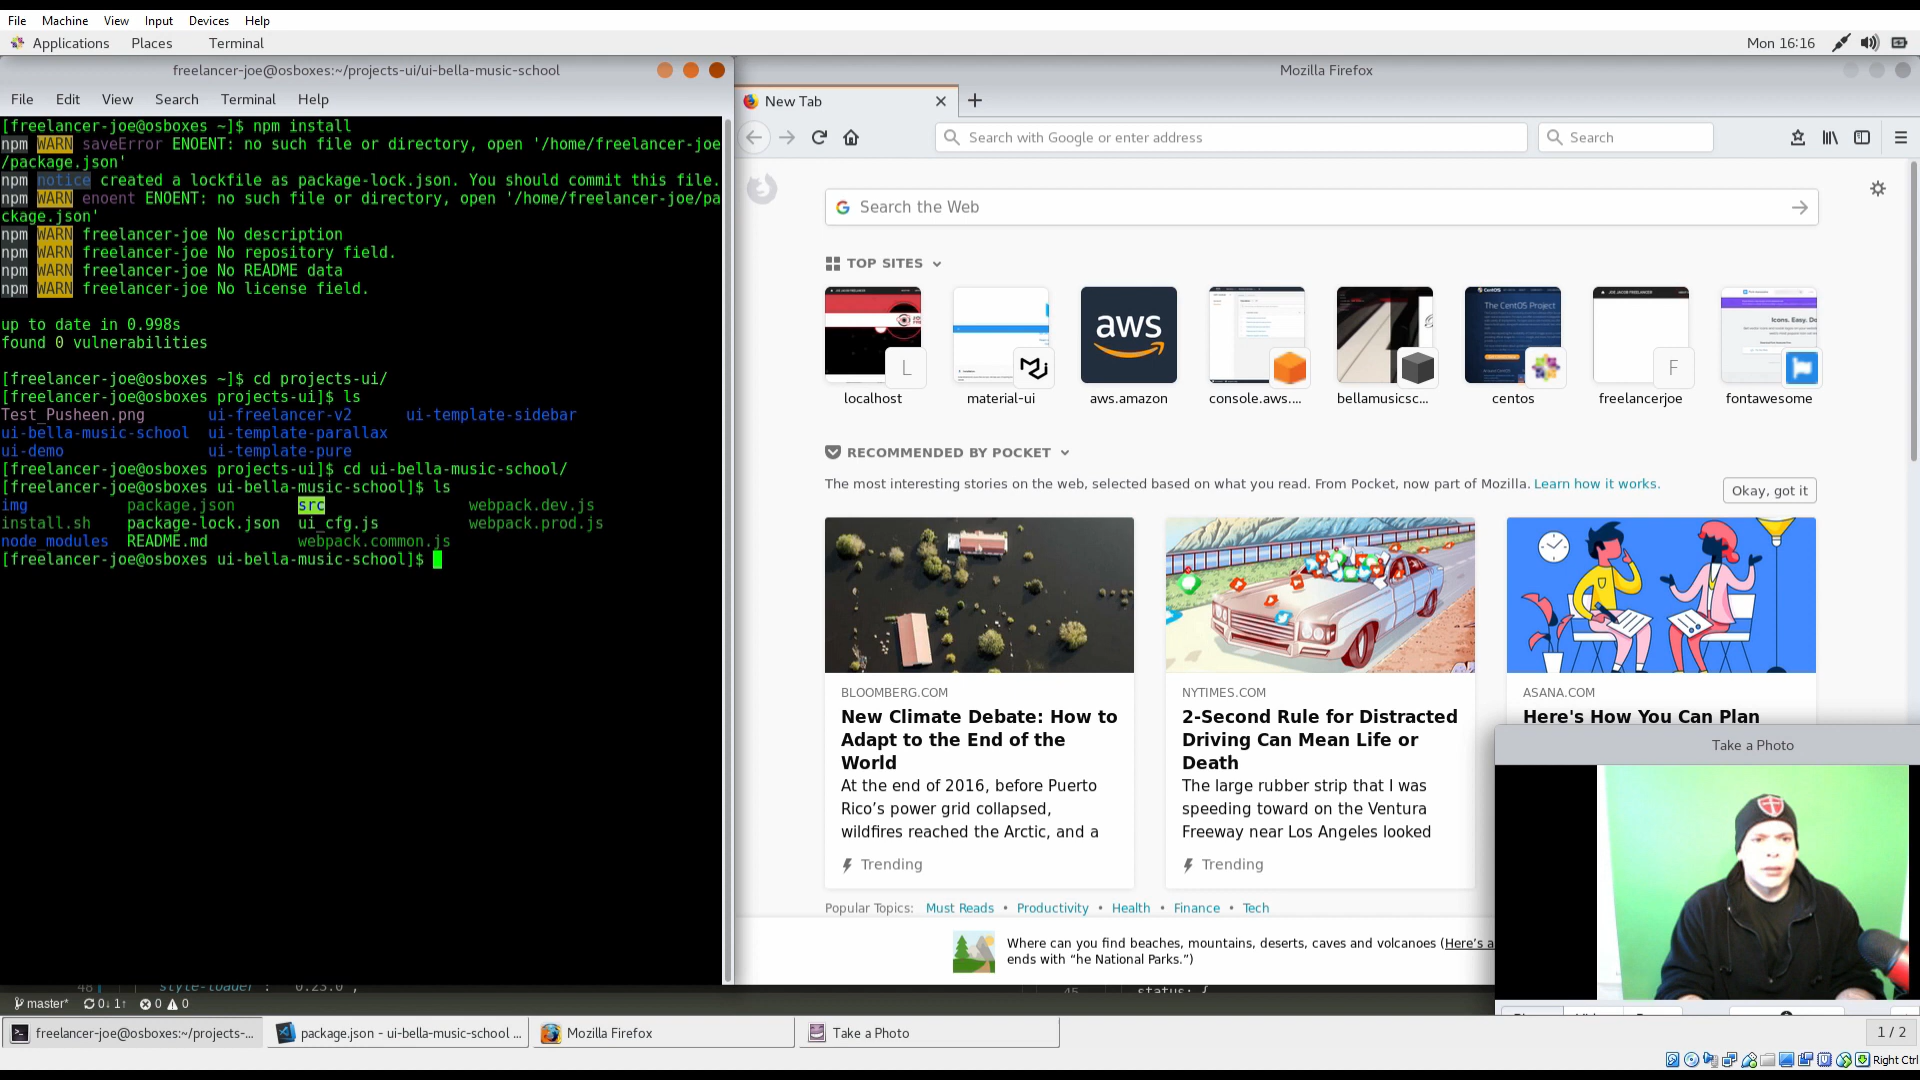 File Machine View Input Devices Help
Applications Places Terminal
Mon 16:16
freelancer-joe@osboxes:~/projects-ui/ui-bella-music-school
File Edit View Search Terminal Help
[freelancer-joe@osboxes ~]$ npm install
npm WARN saveError ENOENT: no such file or directory, open '/home/freelancer-joe
/package.json'
npm notice created a lockfile as package-lock.json. You should commit this file.
npm WARN enoent ENOENT: no such file or directory, open '/home/freelancer-joe/pa
ckage.json'
npm WARN freelancer-joe No description
npm WARN freelancer-joe No repository field.
npm WARN freelancer-joe No README data
npm WARN freelancer-joe No license field.
up to date in 0.998s
found 0 vulnerabilities
[freelancer-joe@osboxes ~]$ cd projects-ui/
[freelancer-joe@osboxes projects-ui]$ ls
Test_Pusheen.png ui-freelancer-v2 ui-template-sidebar
ui-bella-music-school ui-template-parallax
ui-demo ui-template-pure
[freelancer-joe@osboxes projects-ui]$ cd ui-bella-music-school/
[freelancer-joe@osboxes ui-bella-music-school]$ ls
img package.json src webpack.dev.js
install.sh package-lock.json ui_cfg.js webpack.prod.js
node_modules README.md webpack.common.js
[freelancer-joe@osboxes ui-bella-music-school]$
Mozilla Firefox
New Tab
Search with Google or enter address
Search
Search the Web
TOP SITES
aws
The CentOS Project
L
F
localhost
material-ui
aws.amazon
console.aws....
bellamusicsc...
centos
freelancerjoe
fontawesome
RECOMMENDED BY POCKET
The most interesting stories on the web, selected based on what you read. From Pocket, now part of Mozilla. Learn how it works.
Okay, got it
BLOOMBERG.COM
New Climate Debate: How to
Adapt to the End of the
World
At the end of 2016, before Puerto
Rico's power grid collapsed,
wildfires reached the Arctic, and a
Trending
NYTIMES.COM
2-Second Rule for Distracted
Driving Can Mean Life or
Death
The large rubber strip that I was
speeding toward on the Ventura
Freeway near Los Angeles looked
Trending
ASANA.COM
Here's How You Can Plan
Popular Topics: Must Reads • Productivity • Health • Finance • Tech
Where can you find beaches, mountains, deserts, caves and volcanoes (Here's a
ends with "he National Parks.")
Take a Photo
48 style-loader
45 status: {
master* 0↓ 1↑ 0 0
freelancer-joe@osboxes:~/projects-...
package.json - ui-bella-music-school ...
Mozilla Firefox
Take a Photo
1 / 2
Right Ctrl